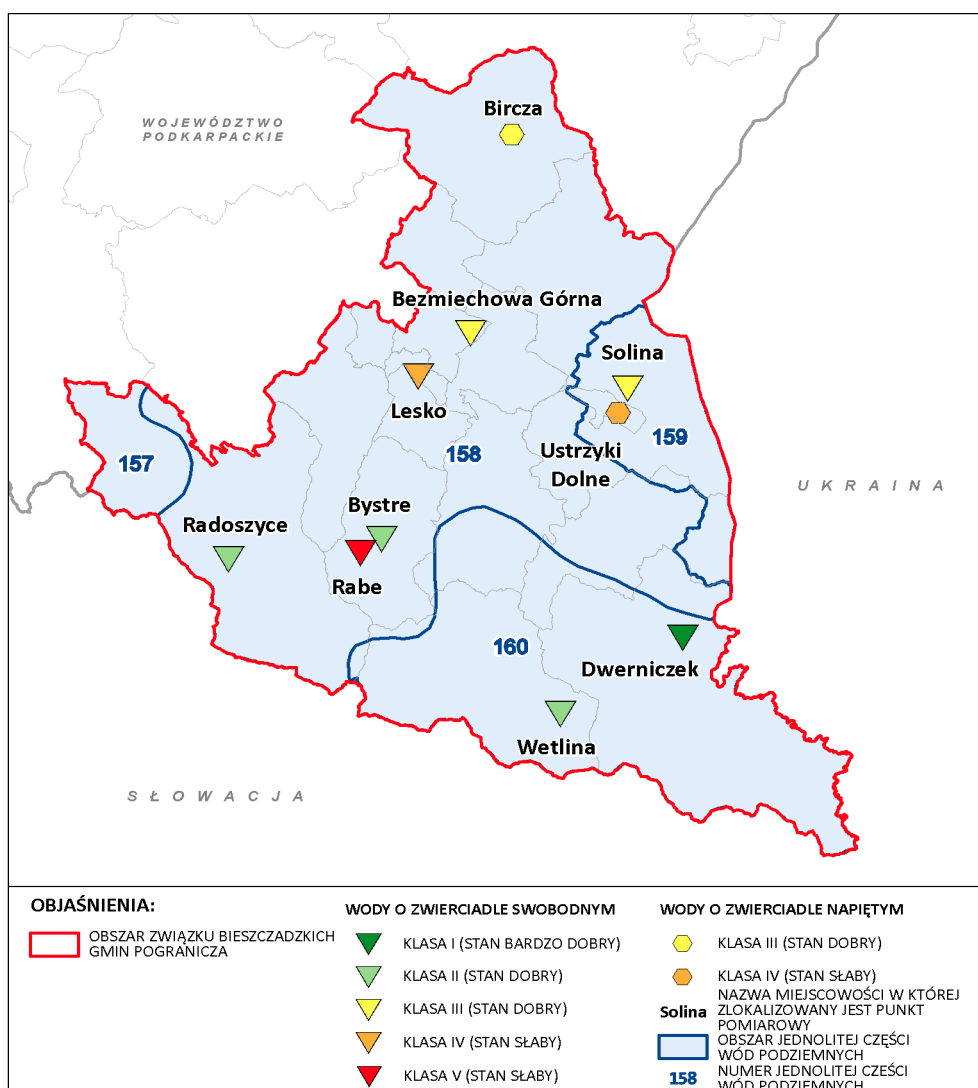 Bircza
WOJEWÓDZTWO
PODKARPACKIE
Bezmiechowa Górna
Solina
Lesko
Ustrzyki
Dolne
159
158
157
UKRAINA
Bystre
Radoszyce
Rabe
160
Dwerniczek
Wetlina
SŁOWACJA
OBJAŚNIENIA:
OBSZAR ZWIĄZKU BIESZCZADZKICH
GMIN POGRANICZA
WODY O ZWIERCIADLE SWOBODNYM
KLASA I (STAN BARDZO DOBRY)
KLASA II (STAN DOBRY)
KLASA III (STAN DOBRY)
KLASA IV (STAN SŁABY)
KLASA V (STAN SŁABY)
WODY O ZWIERCIADLE NAPIĘTYM
KLASA III (STAN DOBRY)
KLASA IV (STAN SŁABY)
Solina
NAZWA MIEJSCOWOŚCI W KTÓREJ
ZLOKALIZOWANY JEST PUNKT
POMIAROWY
OBSZAR JEDNOLITEJ CZĘŚCI
WÓD PODZIEMNYCH
158
NUMER JEDNOLITEJ CZEŚCI
WÓD PODZIEMNYCH